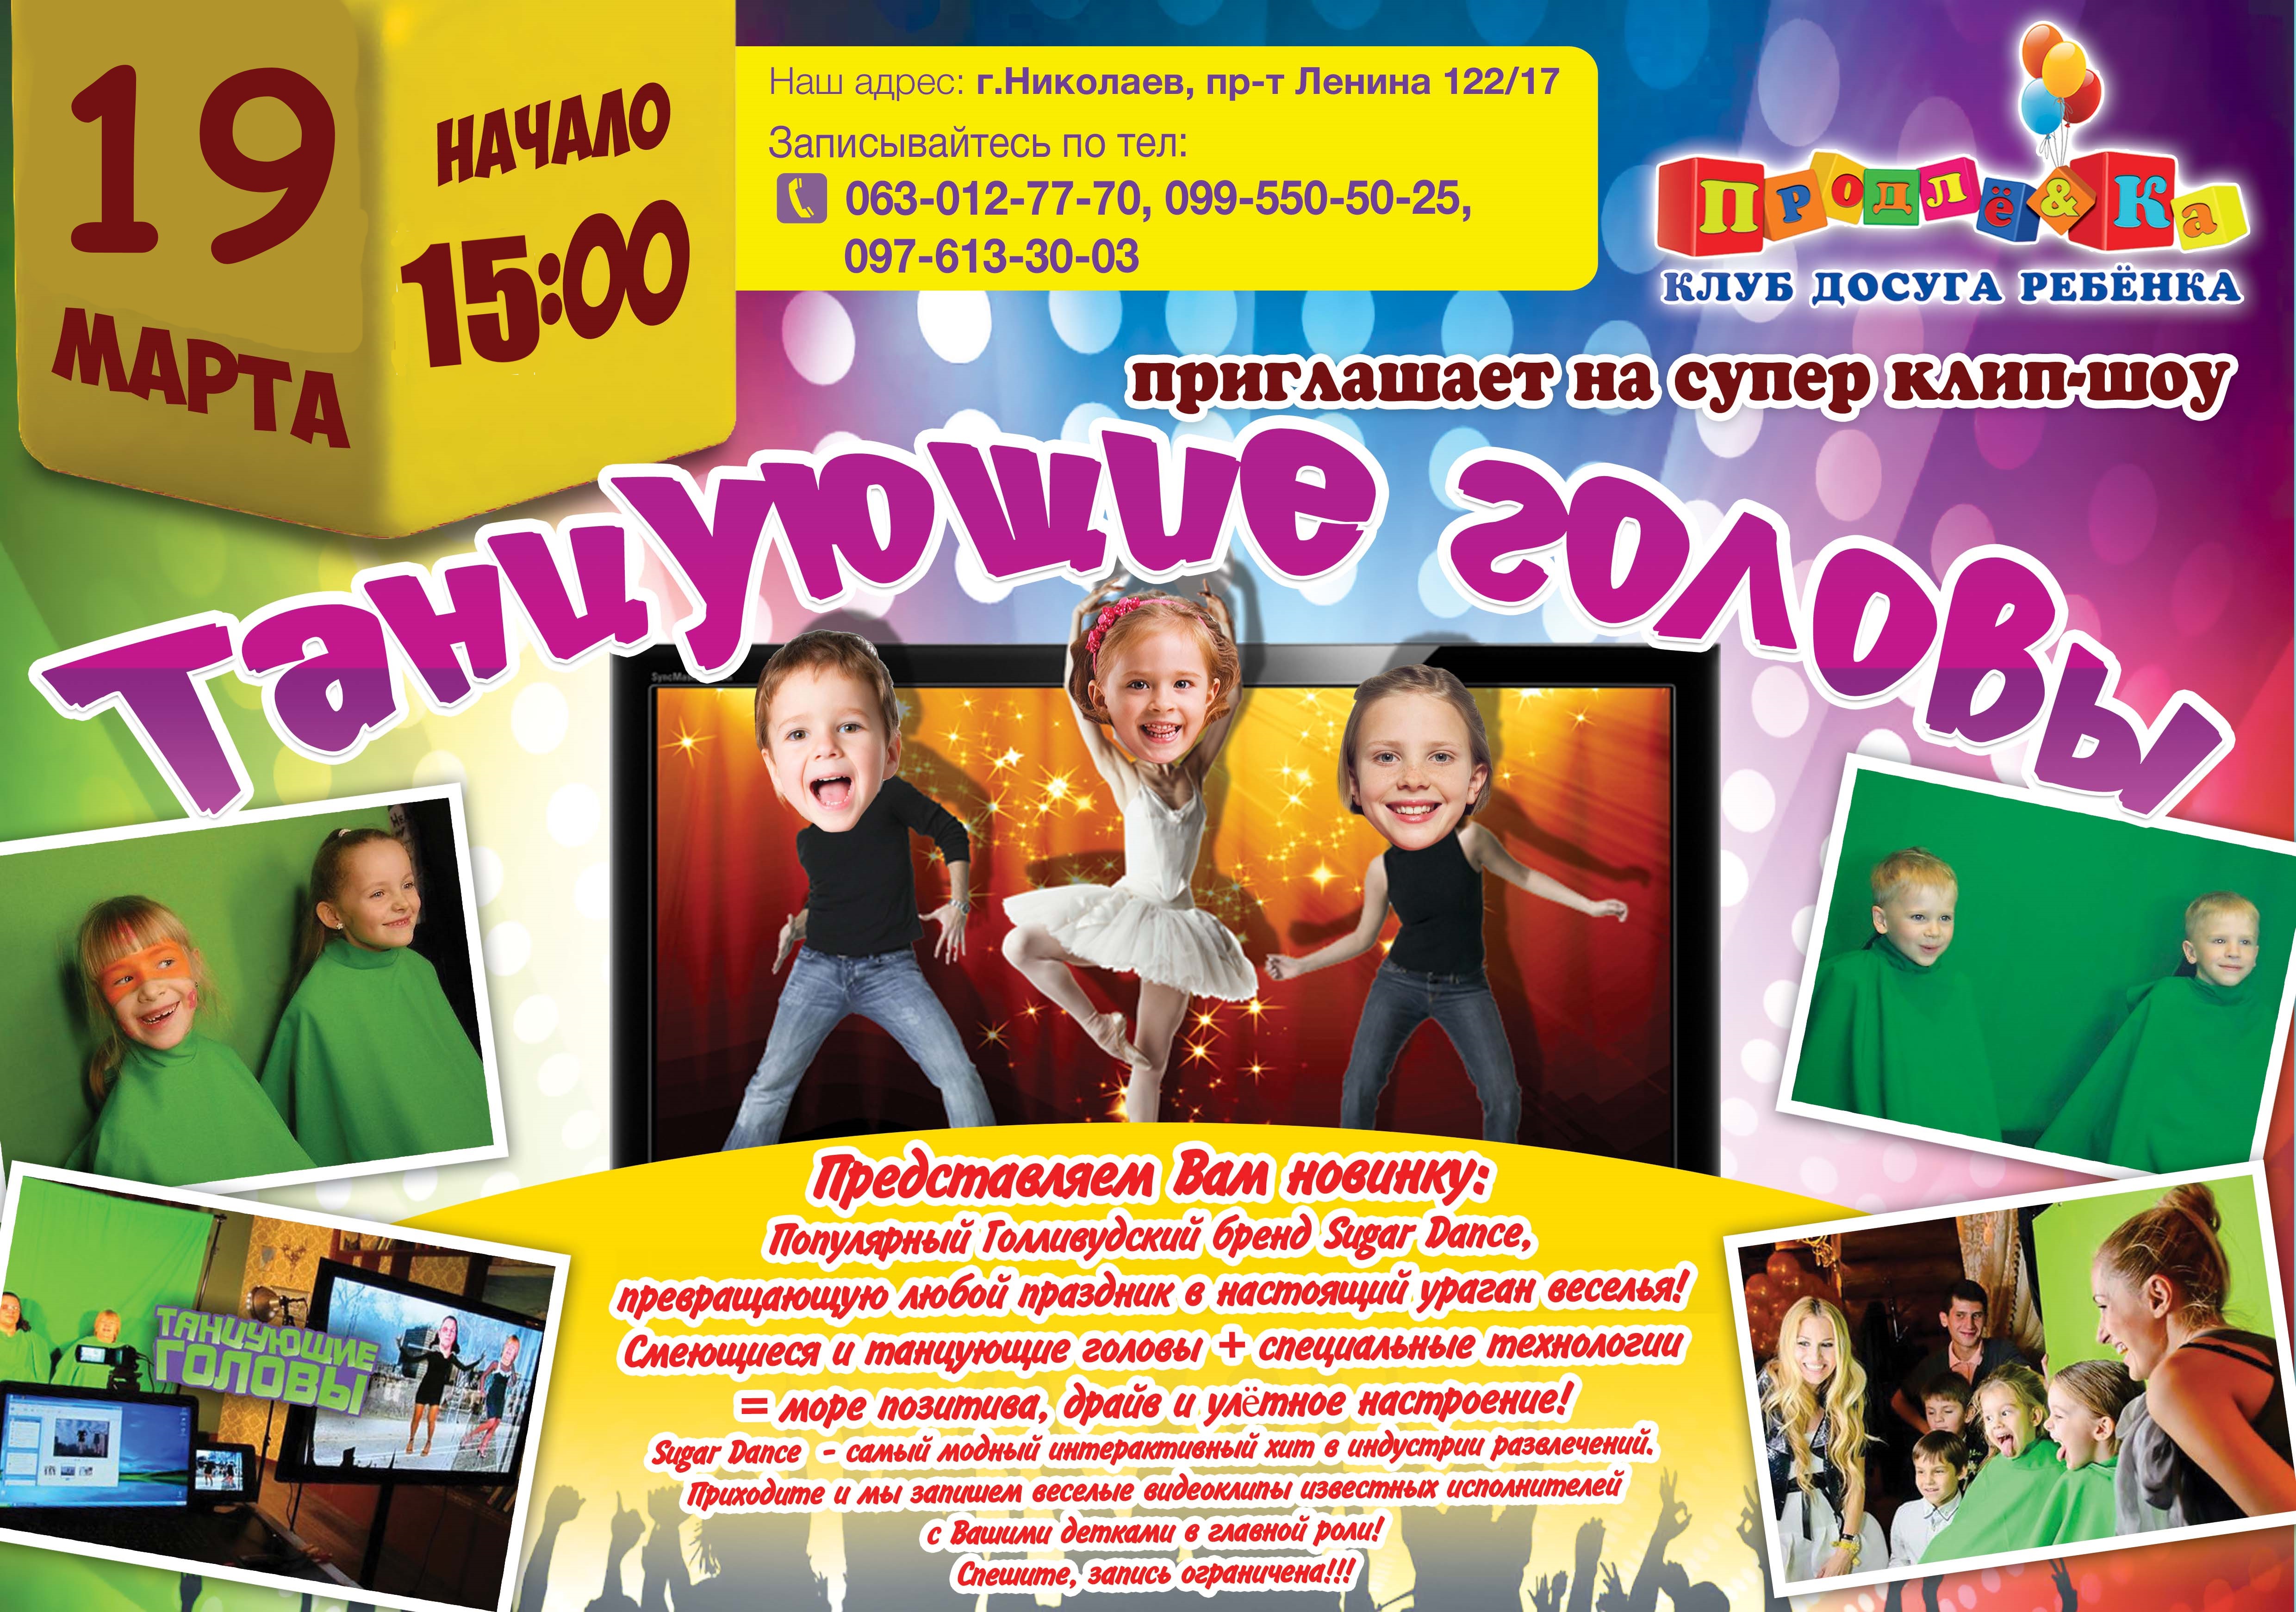 19
МАРТА
НАЧАЛО
15:00
Наш адрес: г.Николаев, пр-т Ленина 122/17
Записывайтесь по тел:
063-012-77-70, 099-550-50-25,
097-613-30-03
ПРОДЛЁ&Ка
КЛУБ ДОСУГА РЕБЁНКА
приглашает на супер клип-шоу
Танцующие головы
Представляем Вам новинку:
Популярный Голливудский бренд Sugar Dance,
превращающую любой праздник в настоящий ураган веселья!
Смеющиеся и танцующие головы + специальные технологии
= море позитива, драйв и улётное настроение!
Sugar Dance - самый модный интерактивный хит в индустрии развлечений.
Приходите и мы запишем веселые видеоклипы известных исполнителей
с Вашими детками в главной роли!
Спешите, запись ограничена!!!
ТАНЦУЮЩИЕ
ГОЛОВЫ